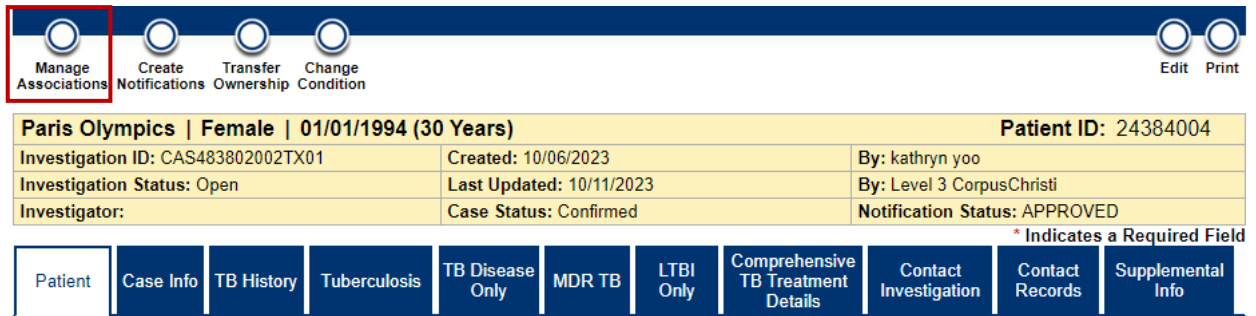 Manage Associations
Create Notifications
Transfer Ownership
Change Condition
Edit
Print
Paris Olympics | Female | 01/01/1994 (30 Years) Patient ID: 24384004
Investigation ID: CAS483802002TX01 Created: 10/06/2023 By: kathryn yoo
Investigation Status: Open Last Updated: 10/11/2023 By: Level 3 CorpusChristi
Investigator: Case Status: Confirmed Notification Status: APPROVED
* Indicates a Required Field
Patient
Case Info
TB History
Tuberculosis
TB Disease Only
MDR TB
LTBI Only
Comprehensive TB Treatment Details
Contact Investigation
Contact Records
Supplemental Info